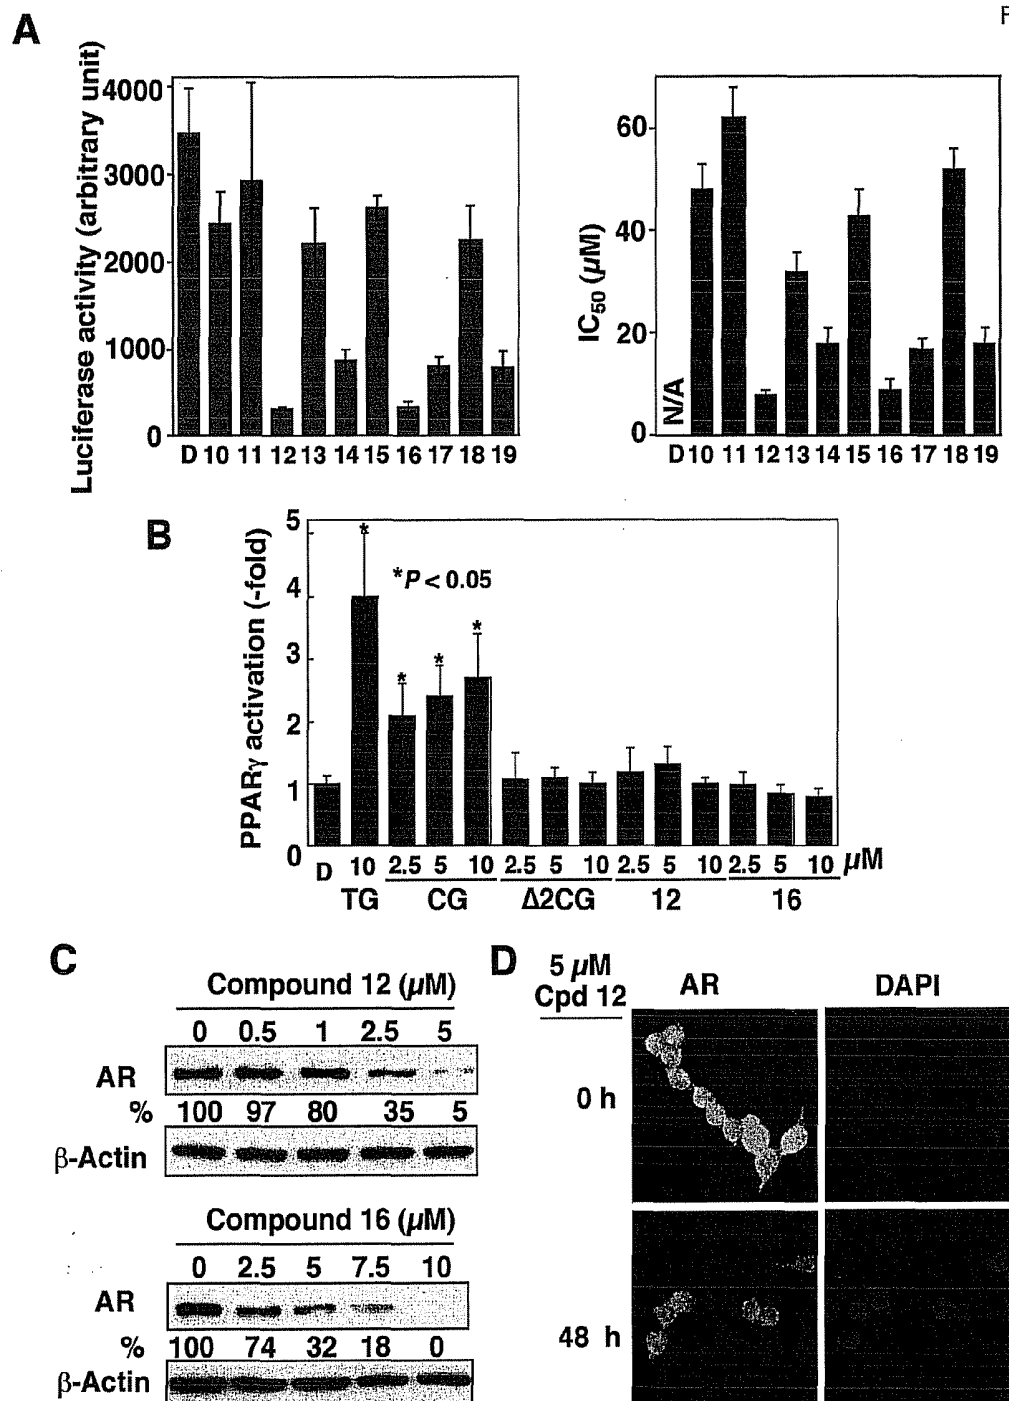 A
F
Luciferase activity (arbitrary unit)
4000
3000
2000
1000
0
D 10 11 12 13 14 15 16 17 18 19
IC50 (µM)
60
40
20
0
N/A
D 10 11 12 13 14 15 16 17 18 19
B
PPARγ activation (-fold)
5
4
3
2
1
0
*P < 0.05
* * * *
D 10 2.5 5 10 2.5 5 10 2.5 5 10 2.5 5 10 µM
TG CG Δ2CG 12 16
C
Compound 12 (µM)
0 0.5 1 2.5 5
AR
% 100 97 80 35 5
β-Actin
Compound 16 (µM)
0 2.5 5 7.5 10
AR
% 100 74 32 18 0
β-Actin
D
5 µM
Cpd 12
AR
DAPI
0 h
48 h